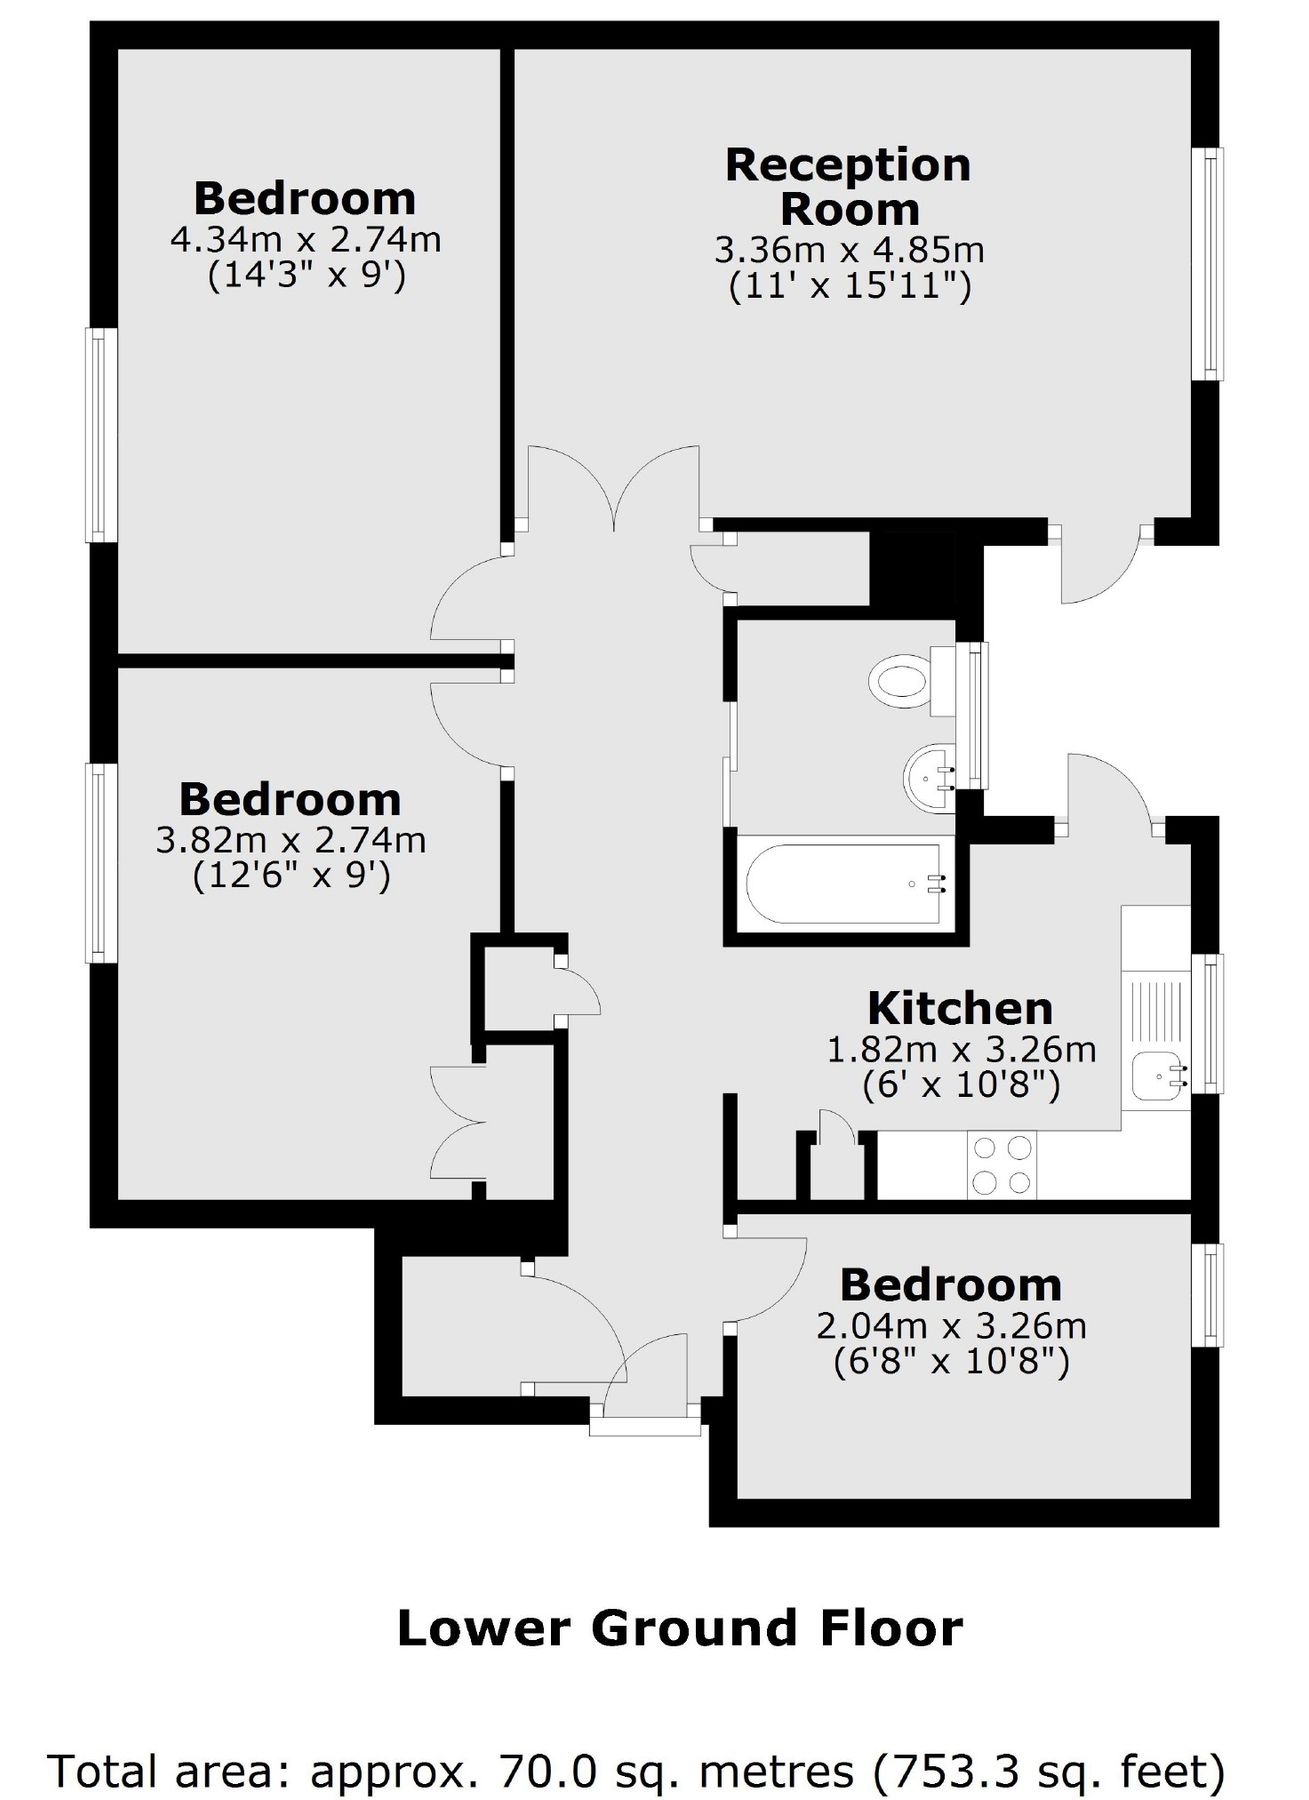 Bedroom
4.34m x 2.74m
(14'3" x 9')
Reception
Room
3.36m x 4.85m
(11' x 15'11")
Bedroom
3.82m x 2.74m
(12'6" x 9')
Kitchen
1.82m x 3.26m
(6' x 10'8")
Bedroom
2.04m x 3.26m
(6'8" x 10'8")
Lower Ground Floor
Total area: approx. 70.0 sq. metres (753.3 sq. feet)